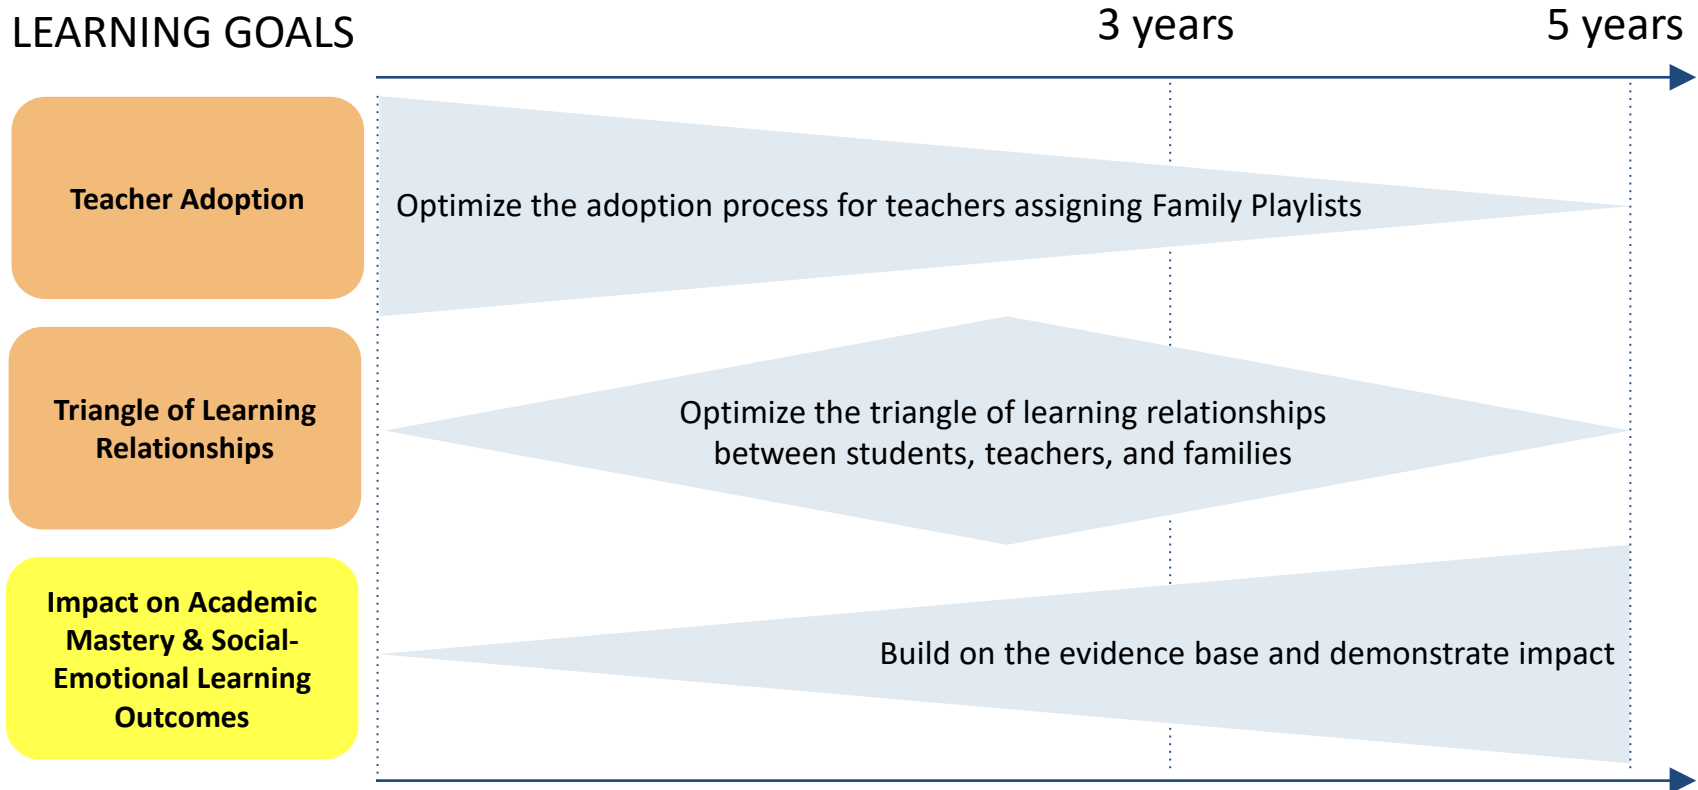 LEARNING GOALS
3 years
5 years
Teacher Adoption
Optimize the adoption process for teachers assigning Family Playlists
Triangle of Learning
Relationships
Optimize the triangle of learning relationships
between students, teachers, and families
Impact on Academic
Mastery & Social-
Emotional Learning
Outcomes
Build on the evidence base and demonstrate impact